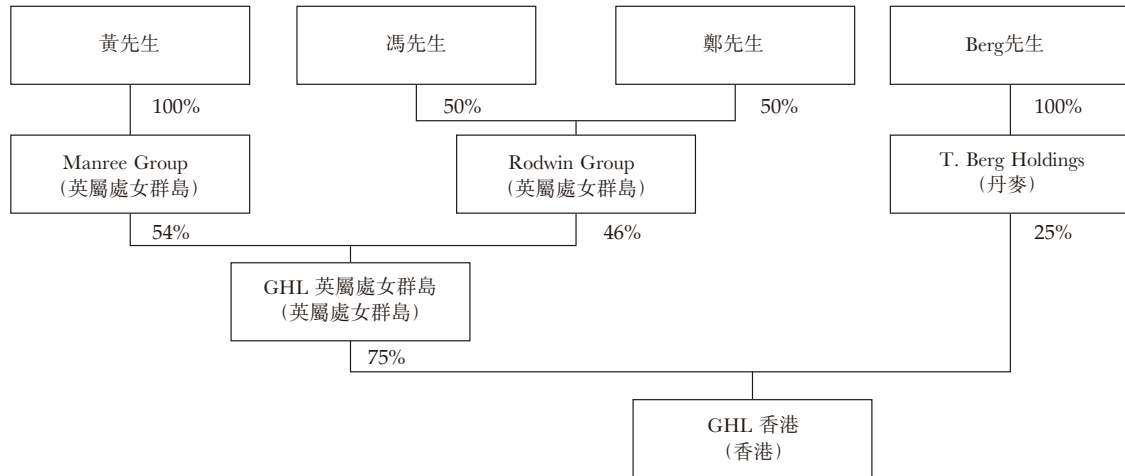 黃先生
馮先生
鄭先生
Berg先生
100%
50%
50%
100%
Manree Group
(英屬處女群島)
Rodwin Group
(英屬處女群島)
T. Berg Holdings
(丹麥)
54%
46%
25%
GHL 英屬處女群島
(英屬處女群島)
75%
GHL 香港
(香港)